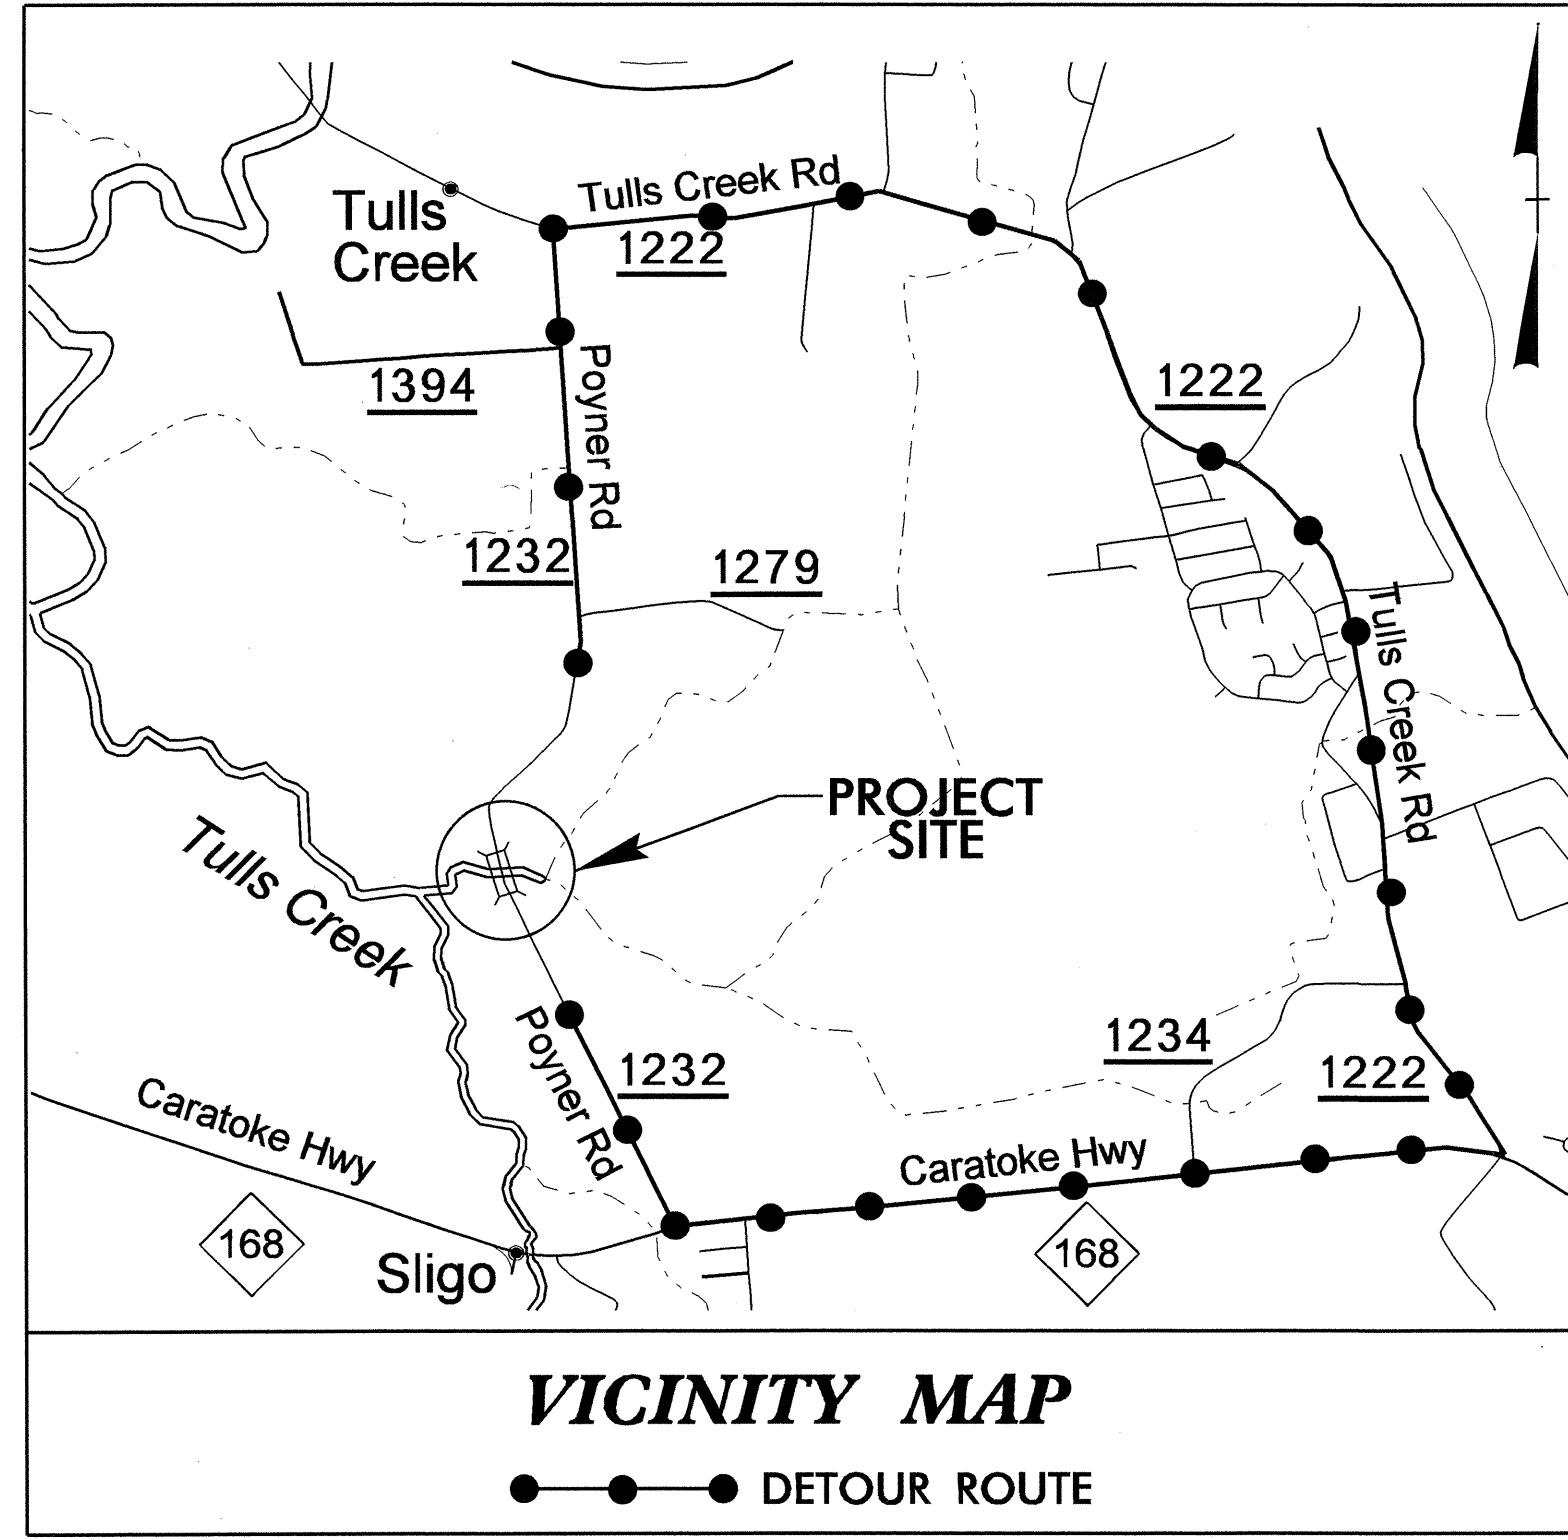 Tulls Creek Rd
Tulls
Creek
1222
1394
Poyner Rd
1222
1232
1279
Tulls Creek Rd
PROJECT
SITE
Tulls Creek
Poyner Rd
1232
1234
1222
Caratoke Hwy
Caratoke Hwy
168
Sligo
168
VICINITY MAP
DETOUR ROUTE